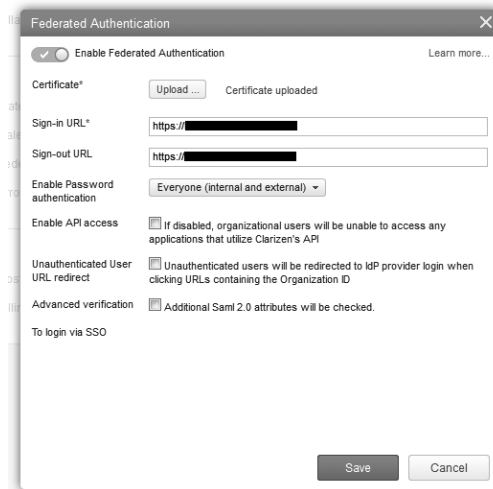 Federated Authentication
Enable Federated Authentication
Learn more...
Certificate*
Upload ...
Certificate uploaded
Sign-in URL*
https://
Sign-out URL
https://
Enable Password
authentication
Everyone (internal and external)
Enable API access
If disabled, organizational users will be unable to access any
applications that utilize Clarizen's API
Unauthenticated User
URL redirect
Unauthenticated users will be redirected to IdP provider login when
clicking URLs containing the Organization ID
Advanced verification
Additional Saml 2.0 attributes will be checked.
To login via SSO
Save
Cancel